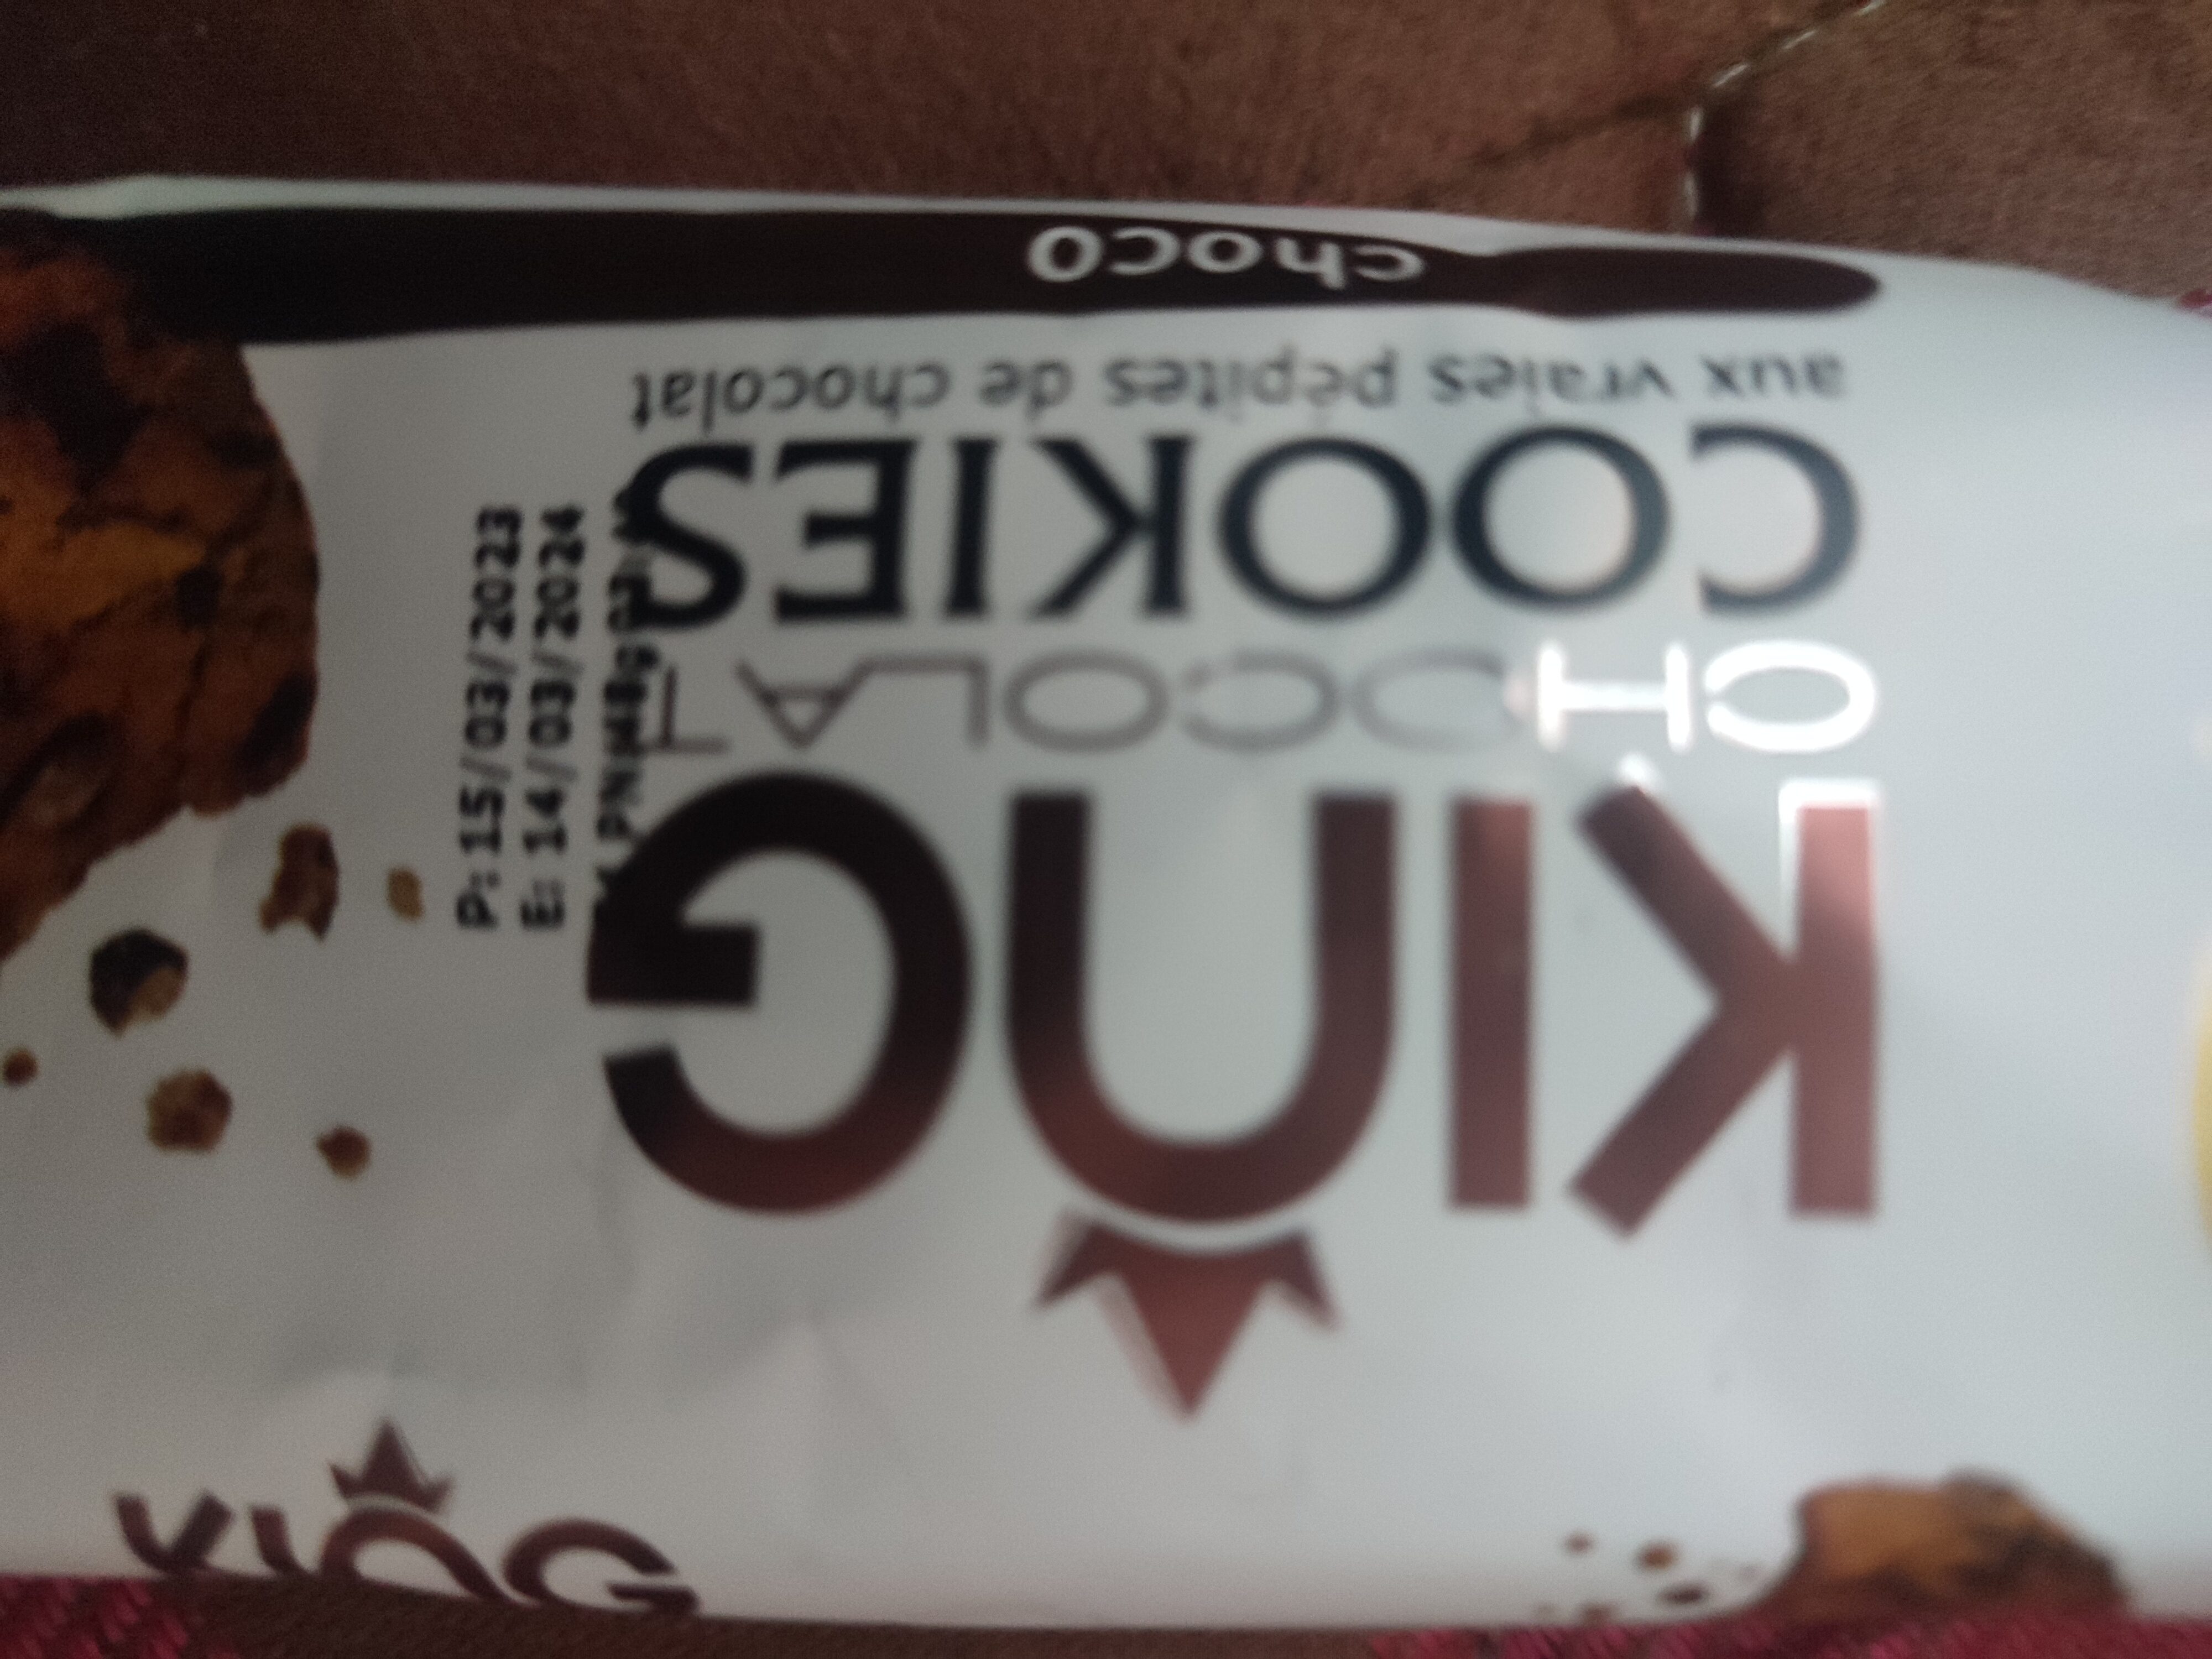 KING
CHOCOLAT
COOKIES
aux vraies pépites de chocolat
choco
P: 15/03/2023
E: 14/03/2024
KING